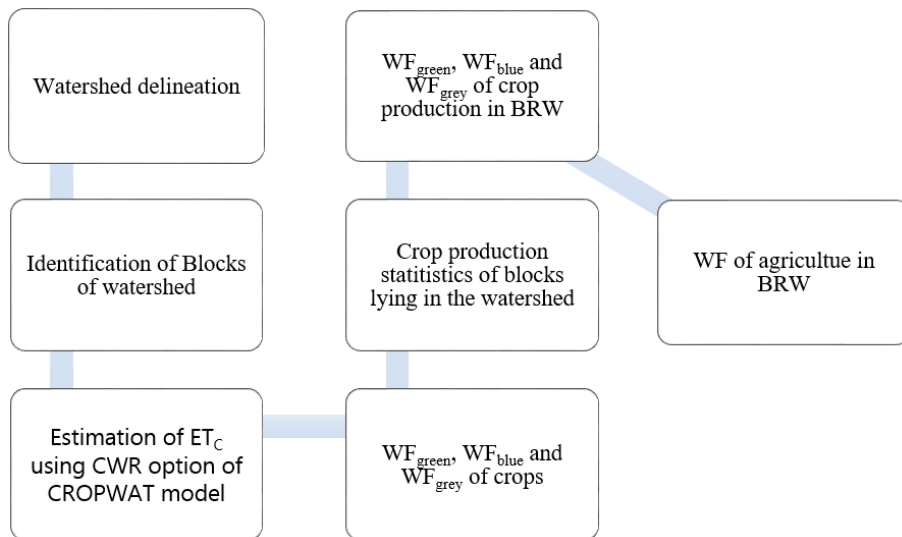 Watershed delineation
Identification of Blocks
of watershed
Estimation of ETC
using CWR option of
CROPWAT model
WFgreen, WFblue and
WFgrey of crops
Crop production
statitistics of blocks
lying in the watershed
WFgreen, WFblue and
WFgrey of crop
production in BRW
WF of agricultue in
BRW